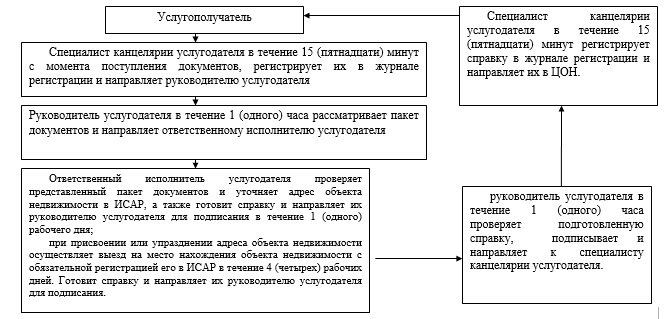 Услугополучатель
Специалист канцелярии услугодателя в течение 15 (пятнадцати) минут
с момента поступления документов, регистрирует их в журнале
регистрации и направляет руководителю услугодателя
Руководитель услугодателя в течение 1 (одного) часа рассматривает пакет
документов и направляет ответственному исполнителю услугодателя
Ответственный исполнитель услугодателя проверяет
представленный пакет документов и уточняет адрес объекта
недвижимости в ИСАР, а также готовит справку и направляет их
руководителю услугодателя для подписания в течение 1 (одного)
рабочего дня;
при присвоении или упразднении адреса объекта недвижимости
осуществляет выезд на место нахождения объекта недвижимости с
обязательной регистрацией его в ИСАР в течение 4 (четырех) рабочих
дней. Готовит справку и направляет их руководителю услугодателя
для подписания.
руководитель услугодателя в
течение 1 (одного) часа
проверяет подготовленную
справку, подписывает и
направляет к специалисту
канцелярии услугодателя.
Специалист канцелярии
услугодателя в течение 15
(пятнадцати) минут регистрирует
справку в журнале регистрации и
направляет их в ЦОН.